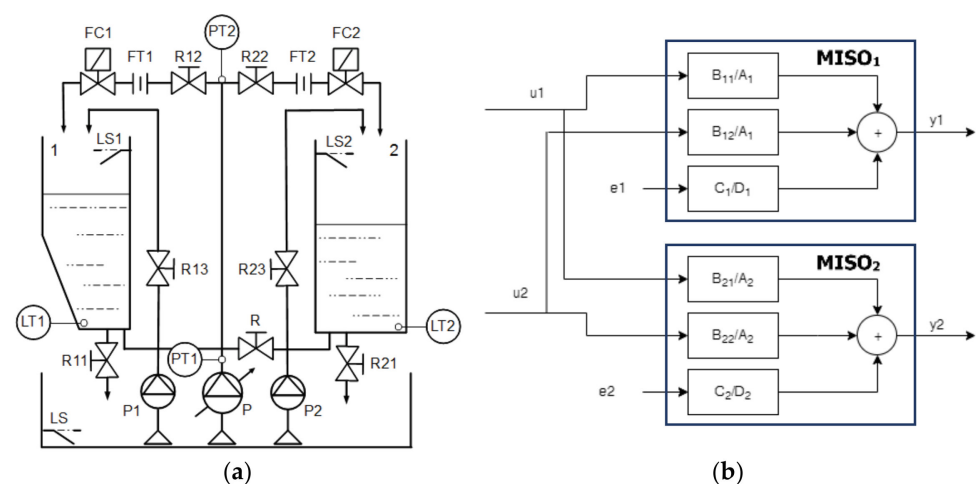 PT2
FC1
FC2
FT1
R12
R22
FT2
1
LS1
LS2
2
R13
R23
LT1
LT2
R
PT1
R11
R21
P1
P
P2
LS
(a)
MISO₁
B₁₁/A₁
u1
B₁₂/A₁
+
y1
e1
C₁/D₁
MISO₂
B₂₁/A₂
u2
B₂₂/A₂
+
y2
e2
C₂/D₂
(b)